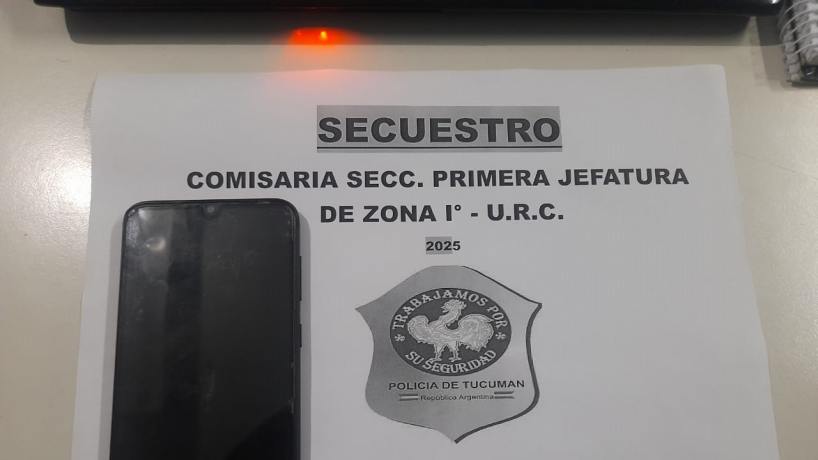 SECUESTRO
COMISARIA SECC. PRIMERA JEFATURA
DE ZONA I° - U.R.C.
2025
TRABAJAMOS POR
SU SEGURIDAD
POLICIA DE TUCUMAN
República Argentina